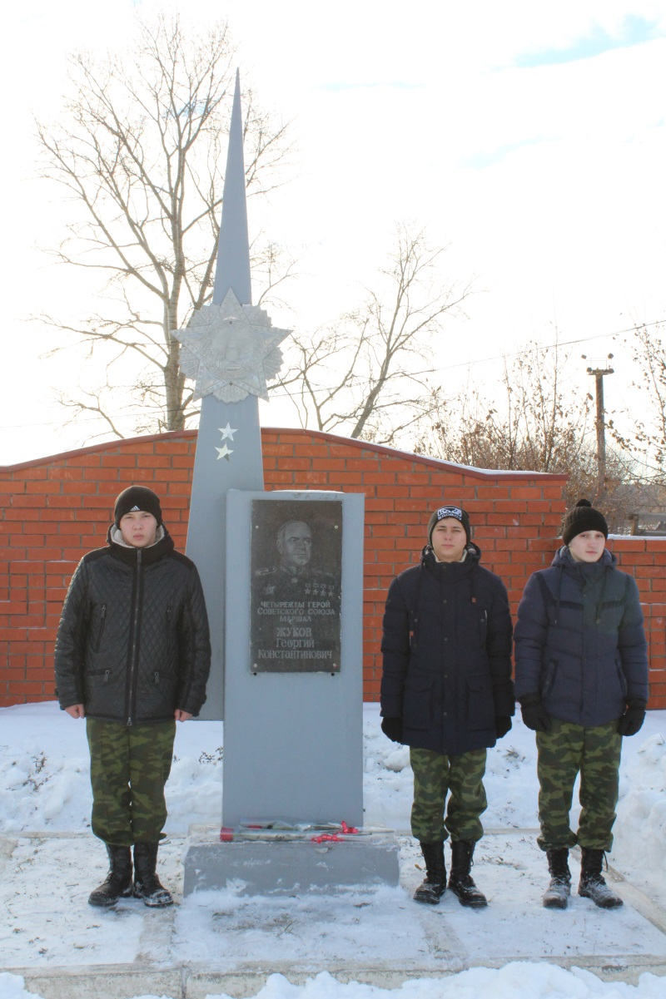 ЧЕТЫРЕЖДЫ ГЕРОЙ
СОВЕТСКОГО СОЮЗА
МАРШАЛ
ЖУКОВ
Георгий
Константинович